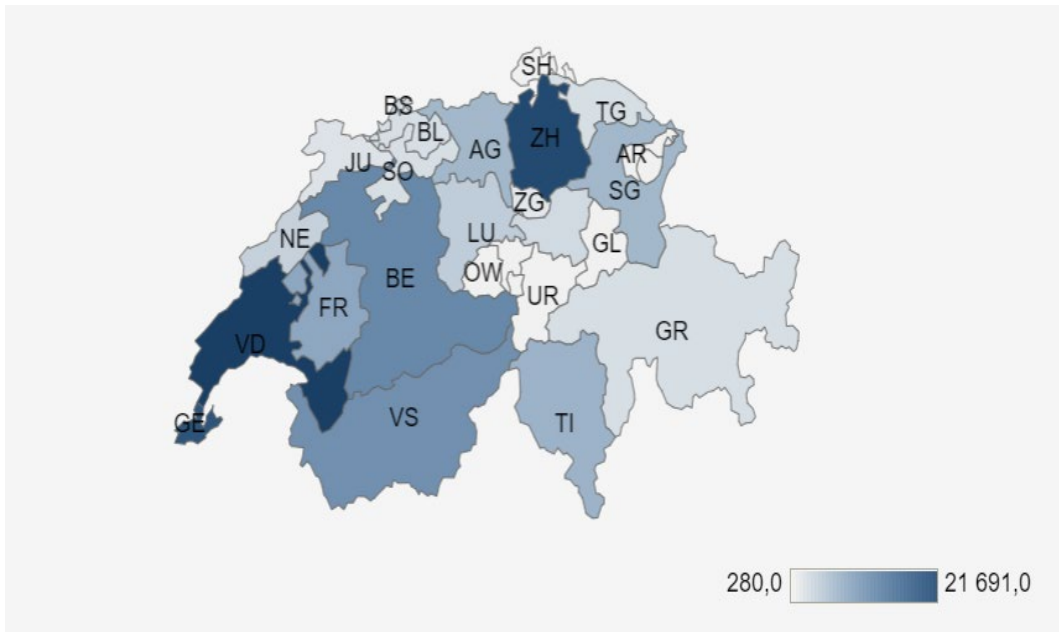 SH
BS
TG
BL
ZH
AG
AR
JU
SO
SG
ZG
NE
LU
GL
OW
BE
UR
FR
GR
VD
VS
TI
GE
280,0
21 691,0